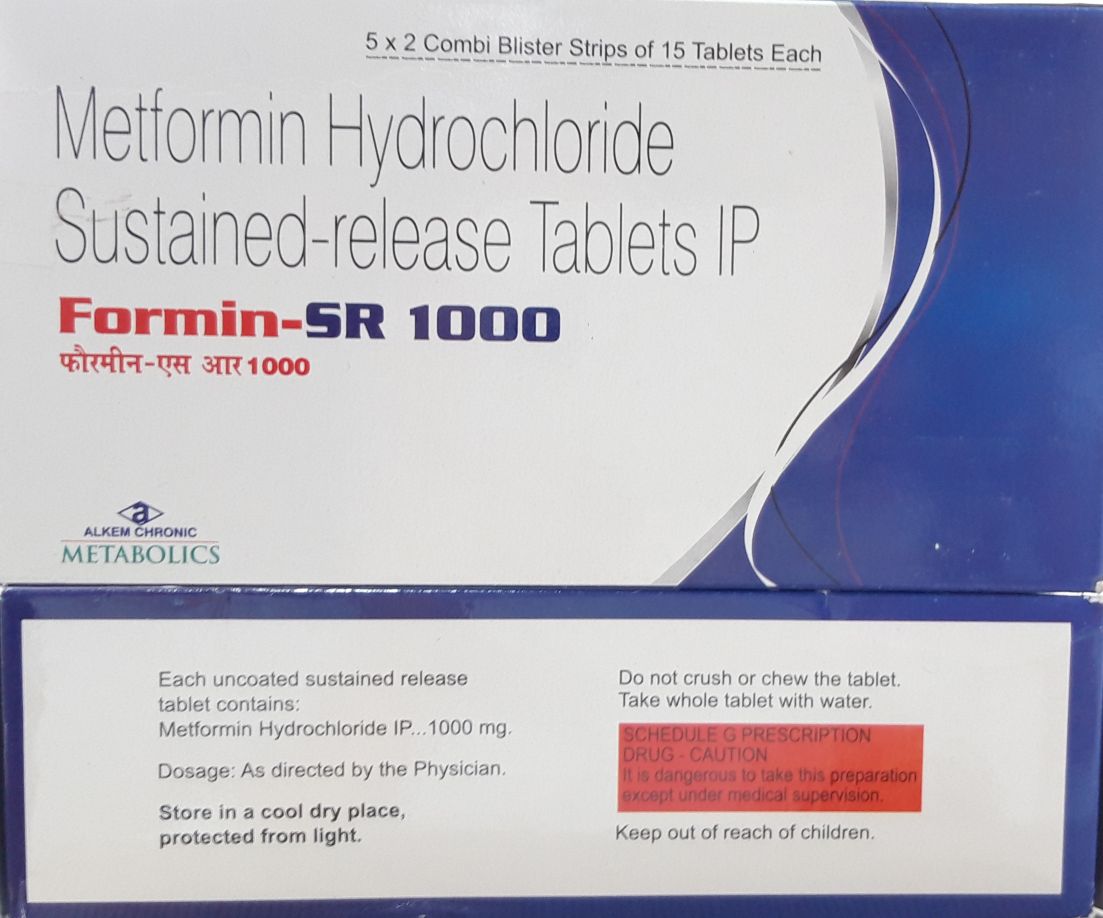 5 x 2 Combi Blister Strips of 15 Tablets Each
Metformin Hydrochloride
Sustained-release Tablets IP
Formin-SR 1000
फौरमीन-एस आर 1000
a
ALKEM CHRONIC
METABOLICS
Each uncoated sustained release
tablet contains:
Metformin Hydrochloride IP...1000 mg.
Dosage: As directed by the Physician.
Store in a cool dry place,
protected from light.
Do not crush or chew the tablet.
Take whole tablet with water.
SCHEDULE G PRESCRIPTION
DRUG - CAUTION
It is dangerous to take this preparation
except under medical supervision.
Keep out of reach of children.